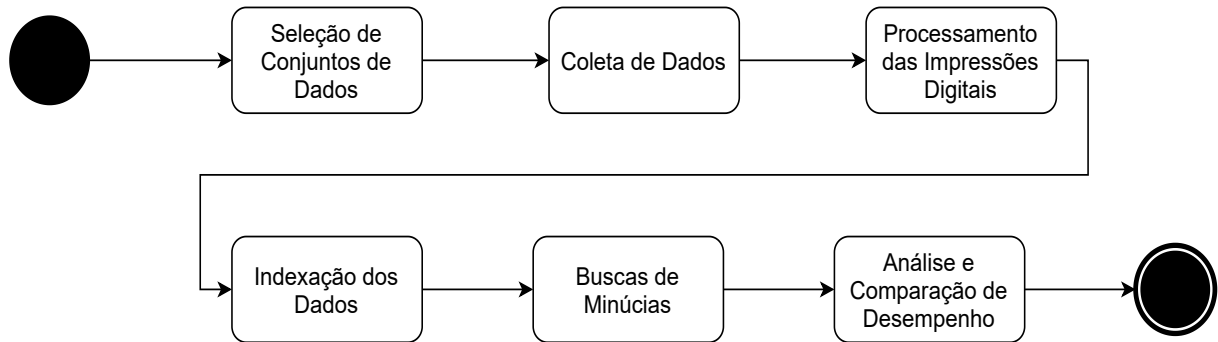 Seleção de
Conjuntos de
Dados
Coleta de Dados
Processamento
das Impressões
Digitais
Indexação dos
Dados
Buscas de
Minúcias
Análise e
Comparação de
Desempenho